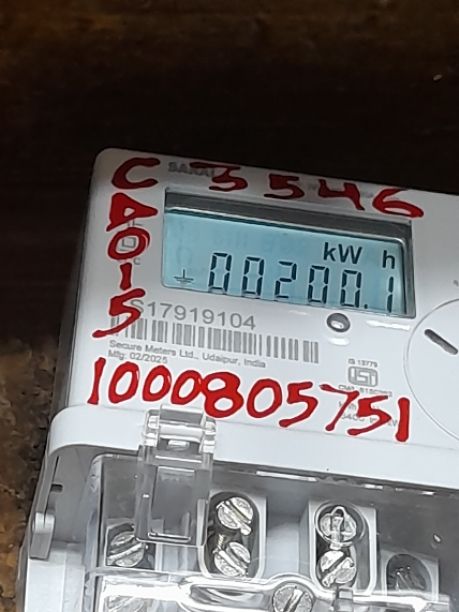 3546
CA015
kW h
00200.1
S17919104
Secure Meters Ltd., Udaipur, India
Mfg. 02/2025
IS 13779
1000805751